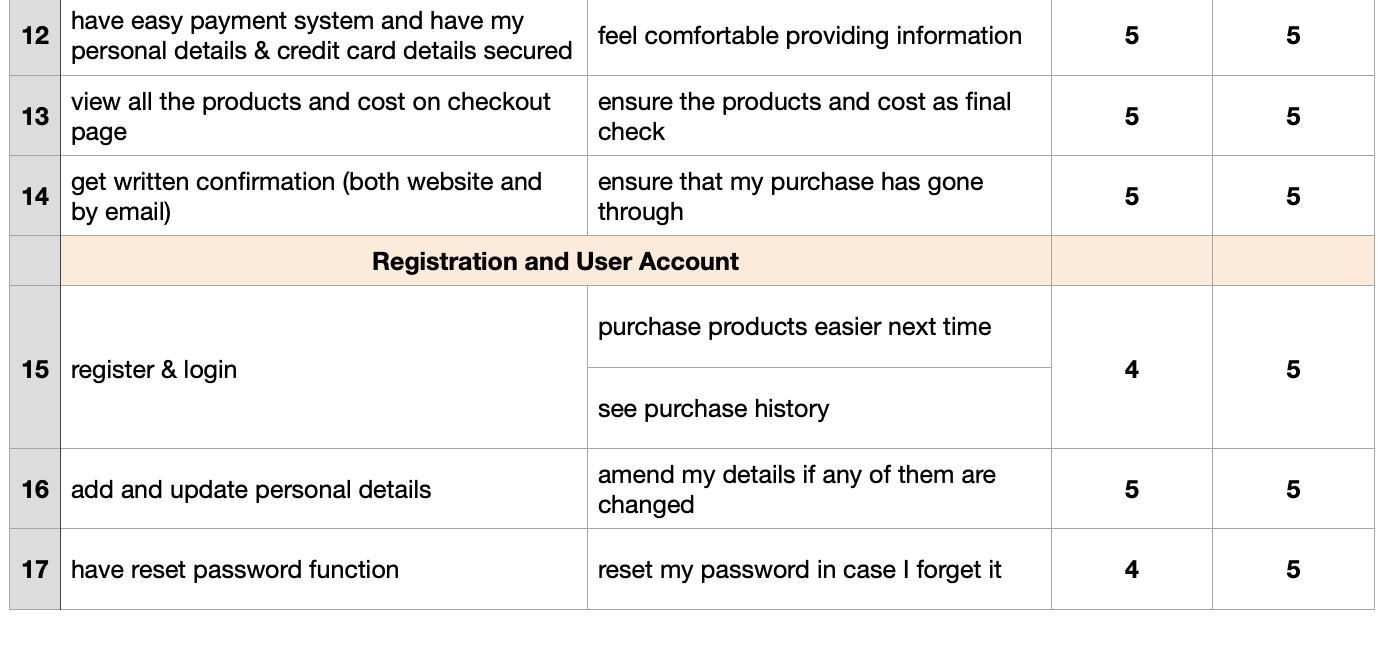 12 have easy payment system and have my feel comfortable providing information 5 5
personal details & credit card details secured
13 view all the products and cost on checkout ensure the products and cost as final 5 5
page check
14 get written confirmation (both website and ensure that my purchase has gone 5 5
by email) through
Registration and User Account
15 register & login purchase products easier next time 4 5
see purchase history
16 add and update personal details amend my details if any of them are 5 5
changed
17 have reset password function reset my password in case I forget it 4 5